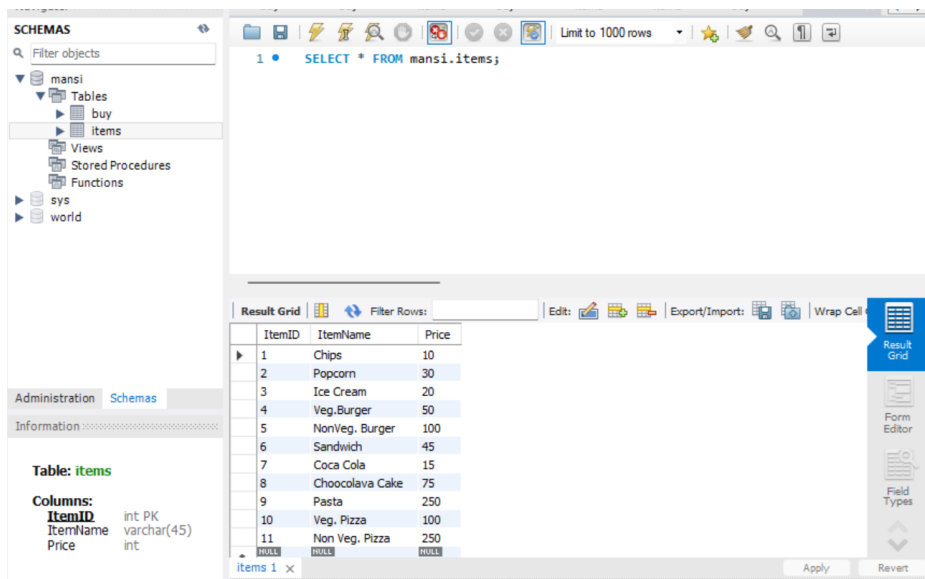 SCHEMAS
Filter objects
mansi
Tables
buy
items
Views
Stored Procedures
Functions
sys
world
Administration Schemas
Information
Table: items
Columns:
ItemID int PK
ItemName varchar(45)
Price int
Limit to 1000 rows
1 SELECT * FROM mansi.items;
Result Grid Filter Rows: Edit: Export/Import: Wrap Cell
ItemID ItemName Price
1 Chips 10
2 Popcorn 30
3 Ice Cream 20
4 Veg.Burger 50
5 NonVeg. Burger 100
6 Sandwich 45
7 Coca Cola 15
8 Choocolava Cake 75
9 Pasta 250
10 Veg. Pizza 100
11 Non Veg. Pizza 250
NULL NULL NULL
items 1
Apply Revert
Result
Grid
Form
Editor
Field
Types